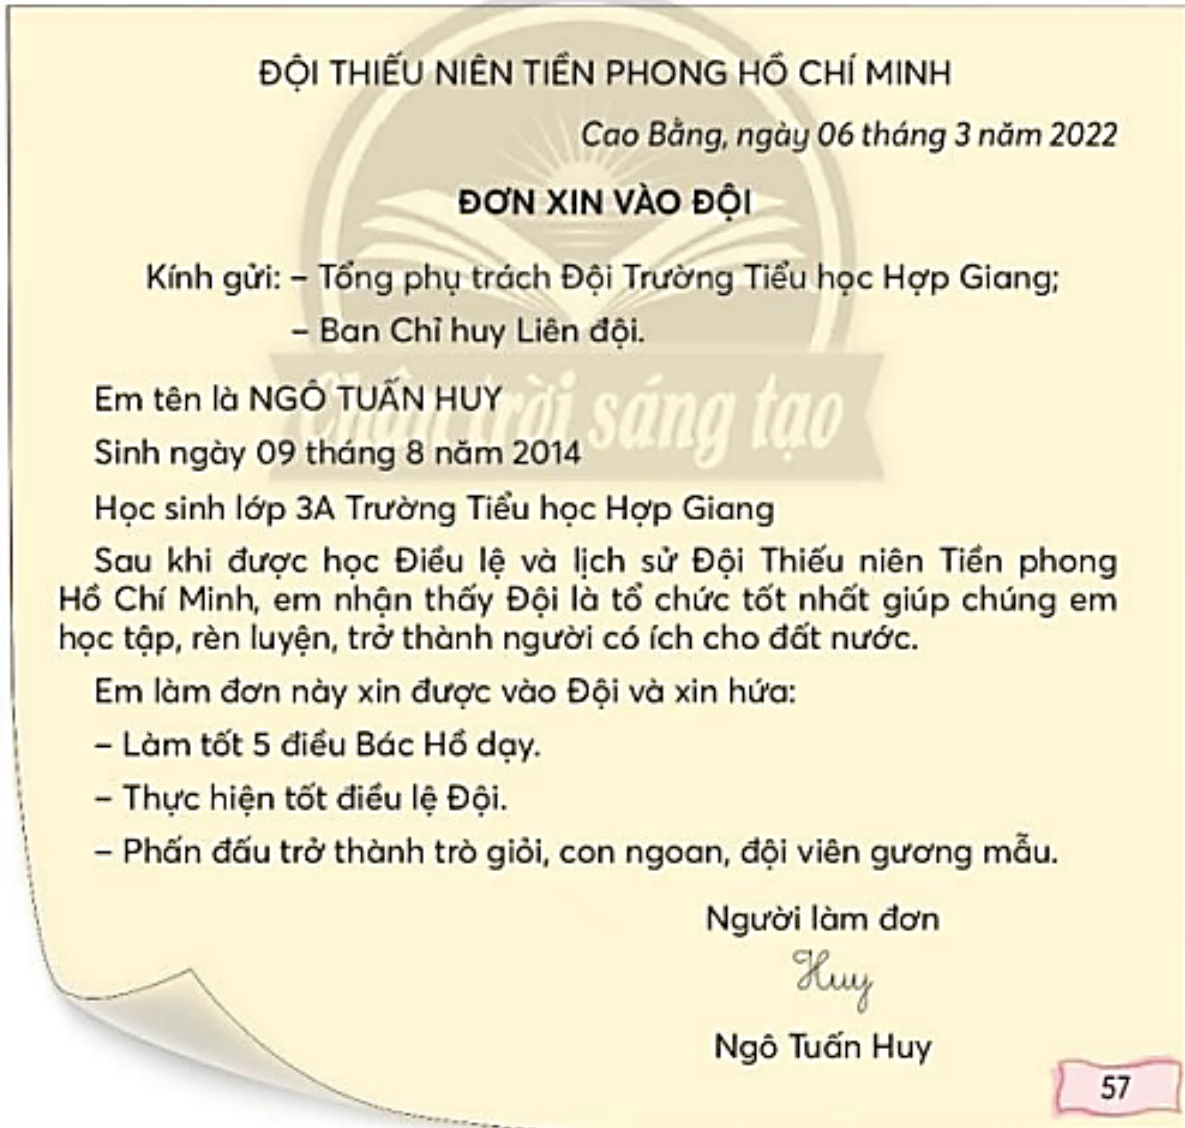 ĐỘI THIẾU NIÊN TIỀN PHONG HỒ CHÍ MINH
Cao Bằng, ngày 06 tháng 3 năm 2022
ĐƠN XIN VÀO ĐỘI
Kính gửi: – Tổng phụ trách Đội Trường Tiểu học Hợp Giang;
– Ban Chỉ huy Liên đội.
Em tên là NGÔ TUẤN HUY
Chân trời sáng tạo
Sinh ngày 09 tháng 8 năm 2014
Học sinh lớp 3A Trường Tiểu học Hợp Giang
Sau khi được học Điều lệ và lịch sử Đội Thiếu niên Tiền phong
Hồ Chí Minh, em nhận thấy Đội là tổ chức tốt nhất giúp chúng em
học tập, rèn luyện, trở thành người có ích cho đất nước.
Em làm đơn này xin được vào Đội và xin hứa:
– Làm tốt 5 điều Bác Hồ dạy.
– Thực hiện tốt điều lệ Đội.
– Phấn đấu trở thành trò giỏi, con ngoan, đội viên gương mẫu.
Người làm đơn
Huy
Ngô Tuấn Huy
57